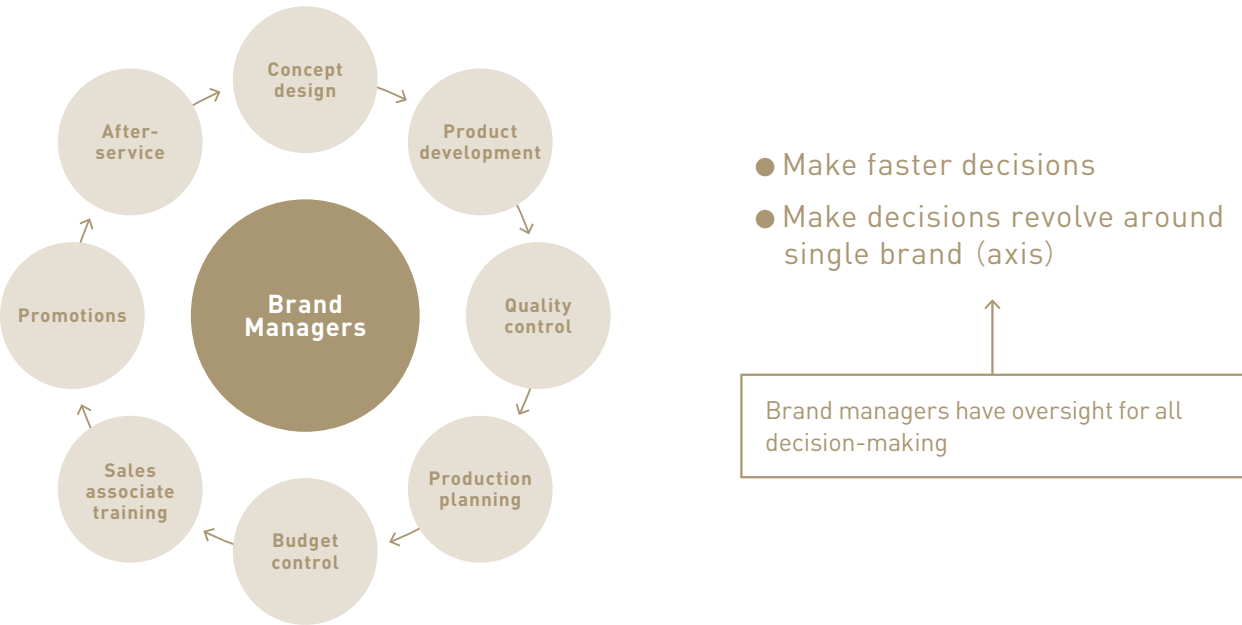 Concept
design
Product
development
Quality
control
Production
planning
Budget
control
Sales
associate
training
Promotions
After-
service
Brand
Managers
● Make faster decisions
● Make decisions revolve around
single brand (axis)
Brand managers have oversight for all
decision-making